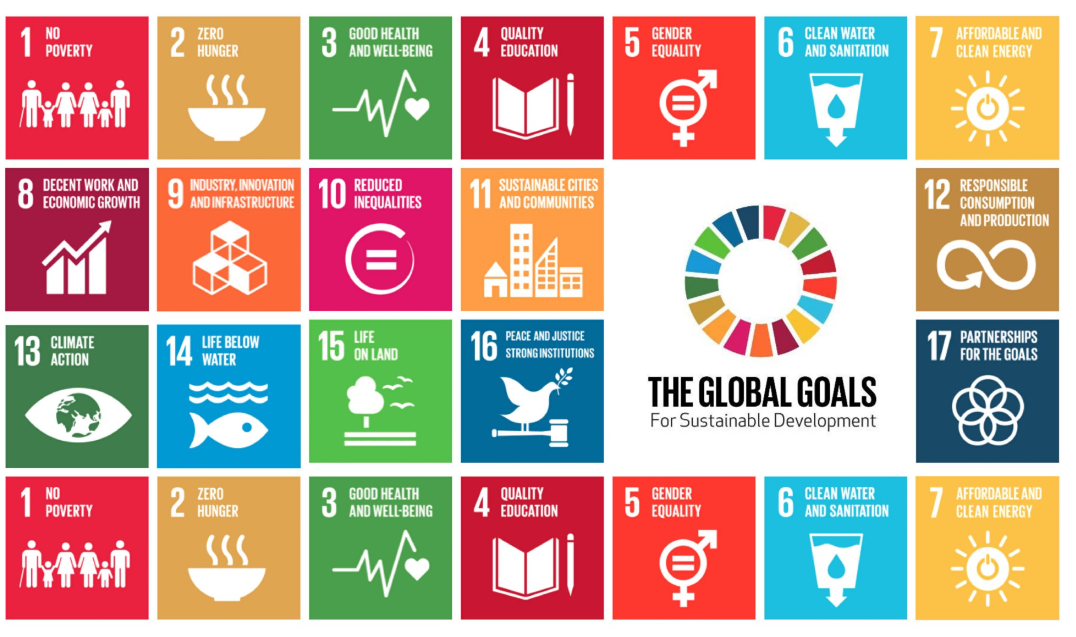 1 NO
POVERTY
2 ZERO
HUNGER
3 GOOD HEALTH
AND WELL-BEING
4 QUALITY
EDUCATION
5 GENDER
EQUALITY
6 CLEAN WATER
AND SANITATION
7 AFFORDABLE AND
CLEAN ENERGY
8 DECENT WORK AND
ECONOMIC GROWTH
9 INDUSTRY, INNOVATION
AND INFRASTRUCTURE
10 REDUCED
INEQUALITIES
11 SUSTAINABLE CITIES
AND COMMUNITIES
12 RESPONSIBLE
CONSUMPTION
AND PRODUCTION
13 CLIMATE
ACTION
14 LIFE BELOW
WATER
15 LIFE
ON LAND
16 PEACE AND JUSTICE
STRONG INSTITUTIONS
THE GLOBAL GOALS
For Sustainable Development
17 PARTNERSHIPS
FOR THE GOALS
1 NO
POVERTY
2 ZERO
HUNGER
3 GOOD HEALTH
AND WELL-BEING
4 QUALITY
EDUCATION
5 GENDER
EQUALITY
6 CLEAN WATER
AND SANITATION
7 AFFORDABLE AND
CLEAN ENERGY